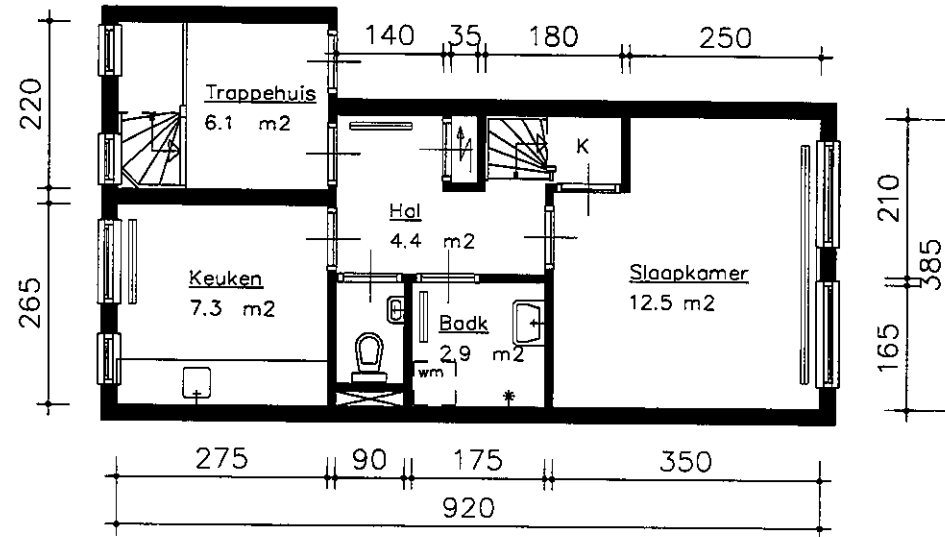 140 35 180 250
220
Trappehuis
6.1 m2
K
210
Hal
4.4 m2
385
Keuken
7.3 m2
Slaapkamer
12.5 m2
265
Badk
2.9 m2
165
wm
*
275 90 175 350
920